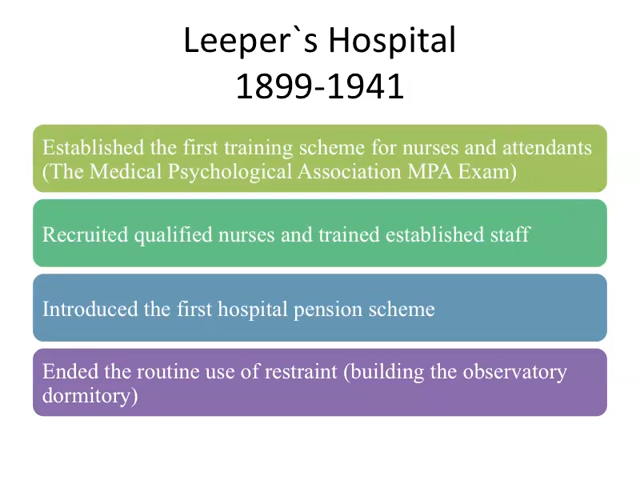 Leeper`s Hospital
1899-1941
Established the first training scheme for nurses and attendants
(The Medical Psychological Association MPA Exam)
Recruited qualified nurses and trained established staff
Introduced the first hospital pension scheme
Ended the routine use of restraint (building the observatory
dormitory)